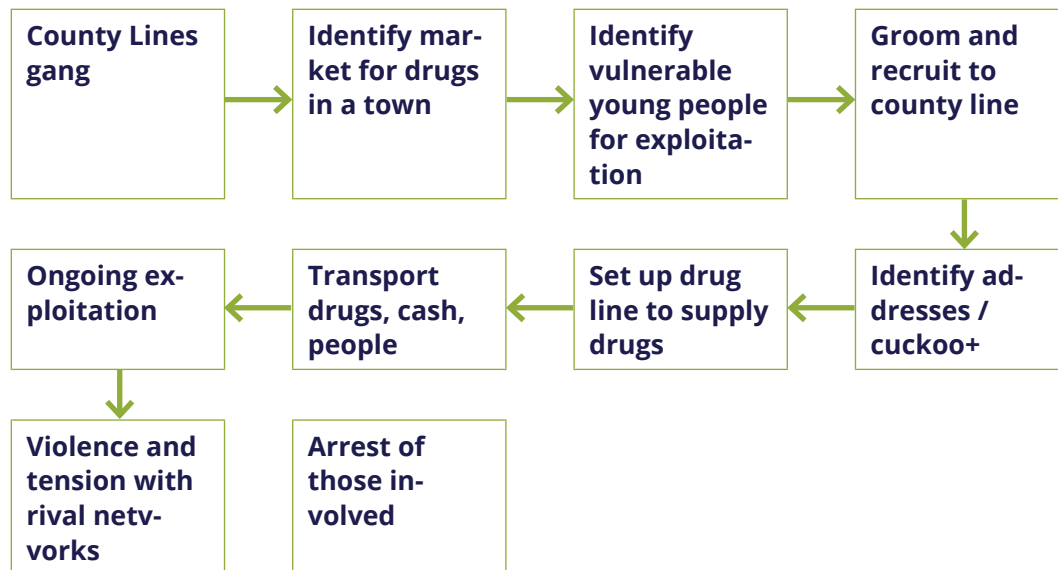 County Lines
gang
Identify mar-
ket for drugs
in a town
Identify
vulnerable
young people
for exploita-
tion
Groom and
recruit to
county line
Identify ad-
dresses /
cuckoo+
Set up drug
line to supply
drugs
Transport
drugs, cash,
people
Ongoing ex-
ploitation
Violence and
tension with
rival netv-
vorks
Arrest of
those in-
volved